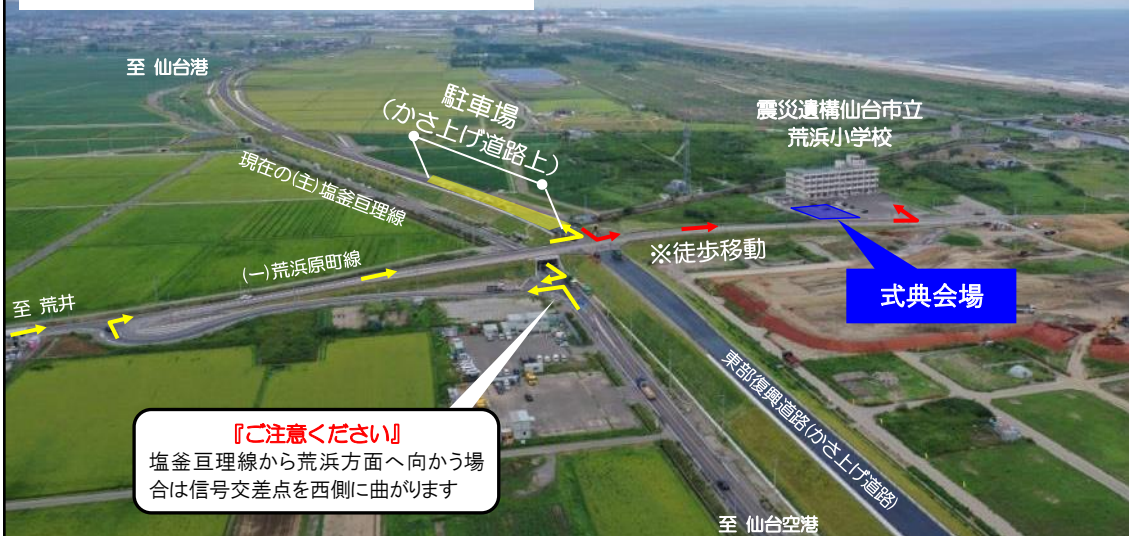 至 仙台港
駐車場
(かさ上げ道路上)
震災遺構仙台市立
荒浜小学校
現在の(主)塩釜亘理線
※徒歩移動
(一)荒浜原町線
式典会場
至 荒井
東部復興道路(かさ上げ道路)
『ご注意ください』
塩釜亘理線から荒浜方面へ向かう場
合は信号交差点を西側に曲がります
至 仙台空港